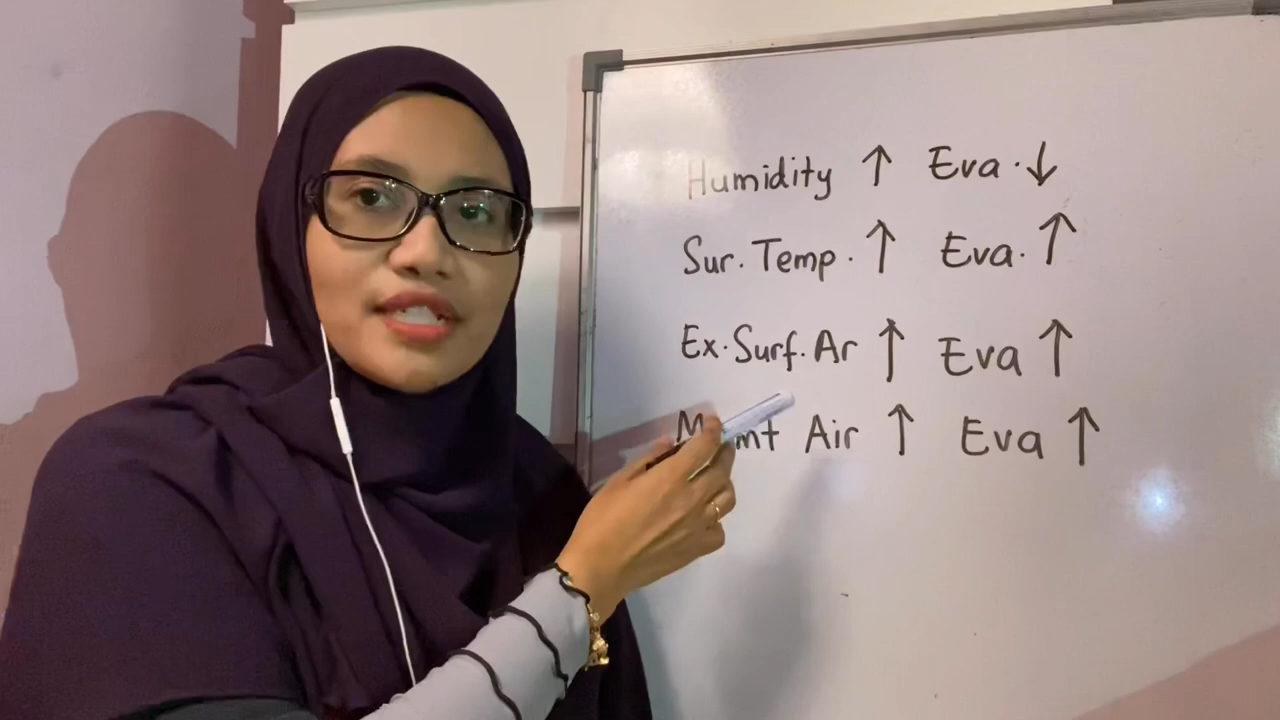 Humidity ↑ Eva. ↓
Sur. Temp. ↑ Eva. ↑
Ex. Surf. Ar ↑ Eva ↑
Air ↑ Eva ↑